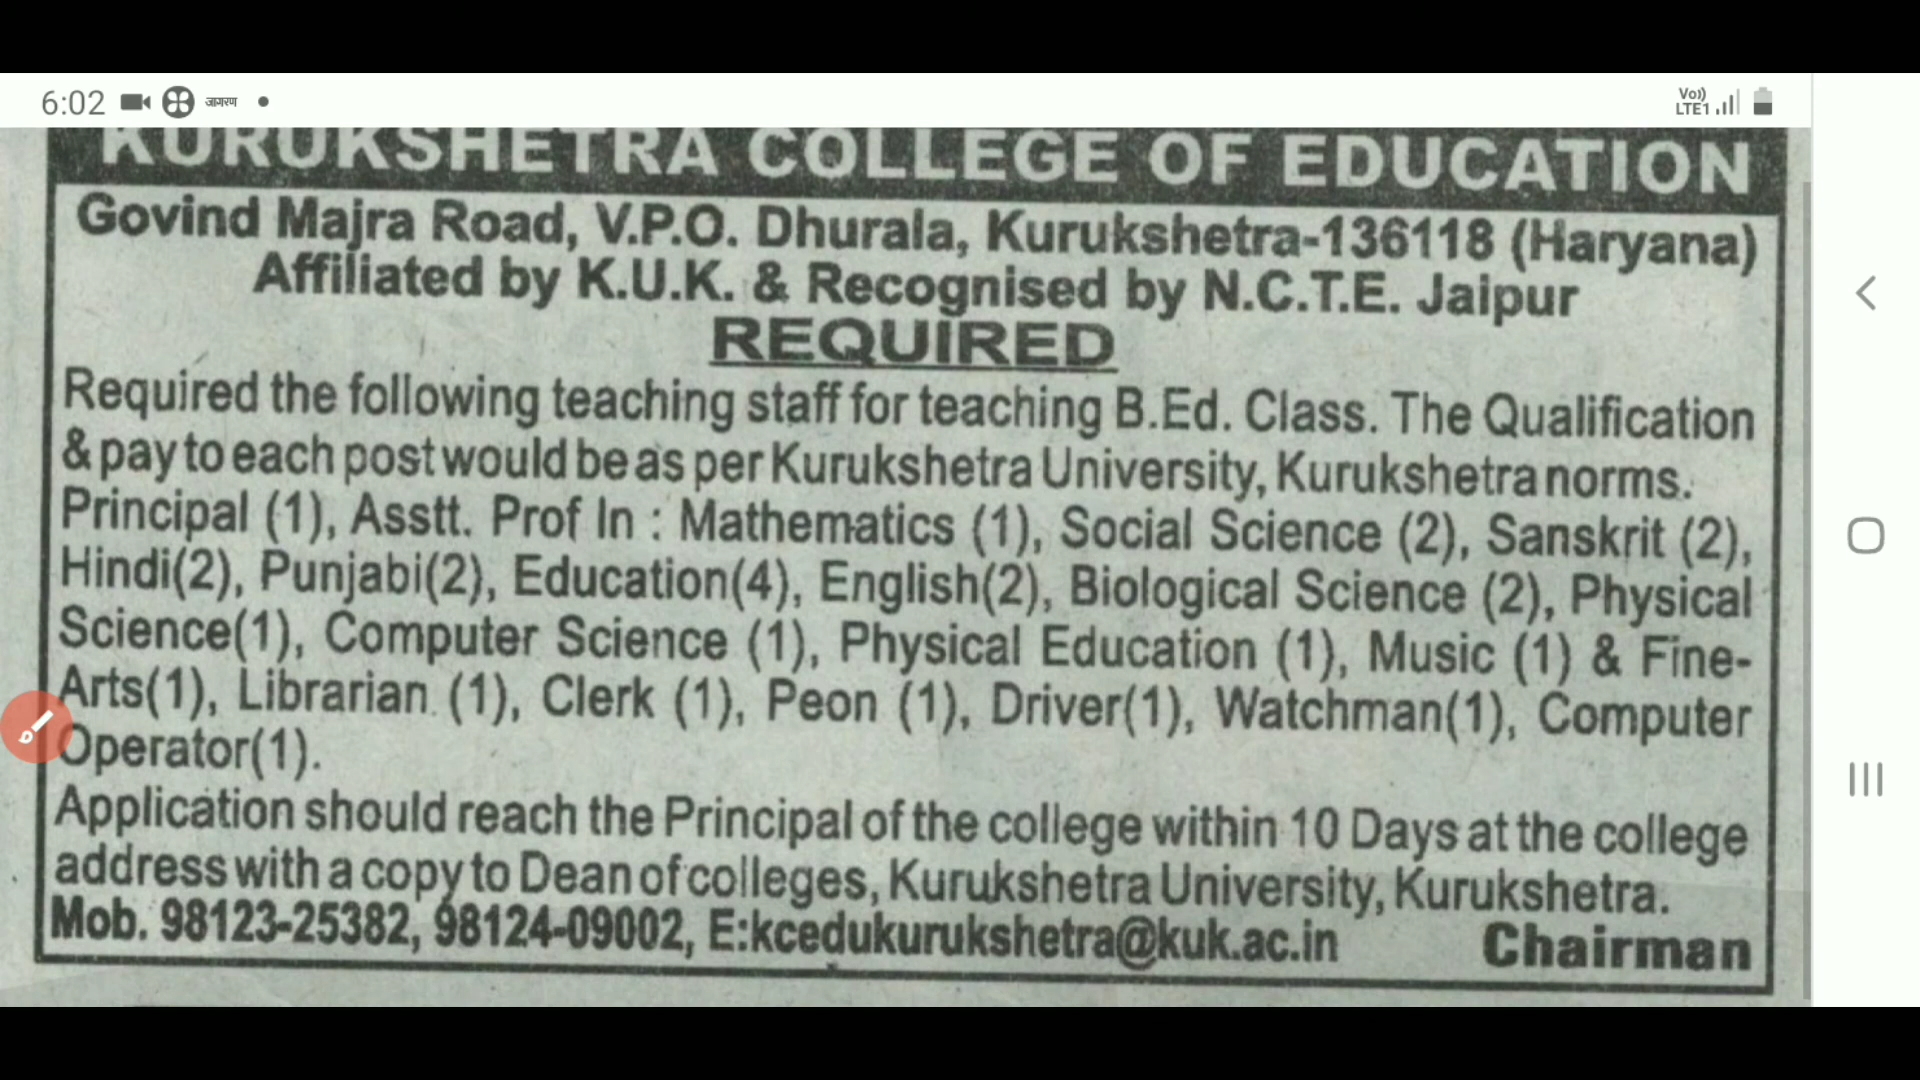 6:02 जागरण
Vo)) LTE1
KURUKSHETRA COLLEGE OF EDUCATION
Govind Majra Road, V.P.O. Dhurala, Kurukshetra-136118 (Haryana)
Affiliated by K.U.K. & Recognised by N.C.T.E. Jaipur
REQUIRED
Required the following teaching staff for teaching B.Ed. Class. The Qualification
& pay to each post would be as per Kurukshetra University, Kurukshetra norms.
Principal (1), Asstt. Prof In : Mathematics (1), Social Science (2), Sanskrit (2),
Hindi(2), Punjabi(2), Education(4), English(2), Biological Science (2), Physical
Science(1), Computer Science (1), Physical Education (1), Music (1) & Fine-
Arts(1), Librarian (1), Clerk (1), Peon (1), Driver(1), Watchman(1), Computer
Operator(1).
Application should reach the Principal of the college within 10 Days at the college
address with a copy to Dean of colleges, Kurukshetra University, Kurukshetra.
Mob. 98123-25382, 98124-09002, E:kcedukurukshetra@kuk.ac.in Chairman